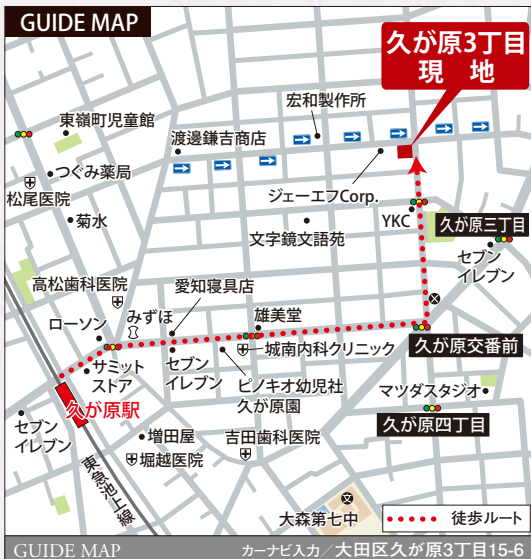 GUIDE MAP
久が原3丁目
現 地
宏和製作所
東嶺町児童館
渡邊鎌吉商店
つぐみ薬局
松尾医院
ジェーエフCorp.
YKC
菊水
文字鏡文語苑
久が原三丁目
セブン
イレブン
高松歯科医院
愛知寝具店
みずほ
雄美堂
ローソン
久が原交番前
城南内科クリニック
サミット
ストア
セブン
イレブン
ピノキオ幼児社
久が原園
マツダスタジオ
久が原駅
久が原四丁目
セブン
イレブン
増田屋
吉田歯科医院
堀越医院
東急池上線
文
大森第七中
徒歩ルート
GUIDE MAP
カーナビ入力/大田区久が原3丁目15-6